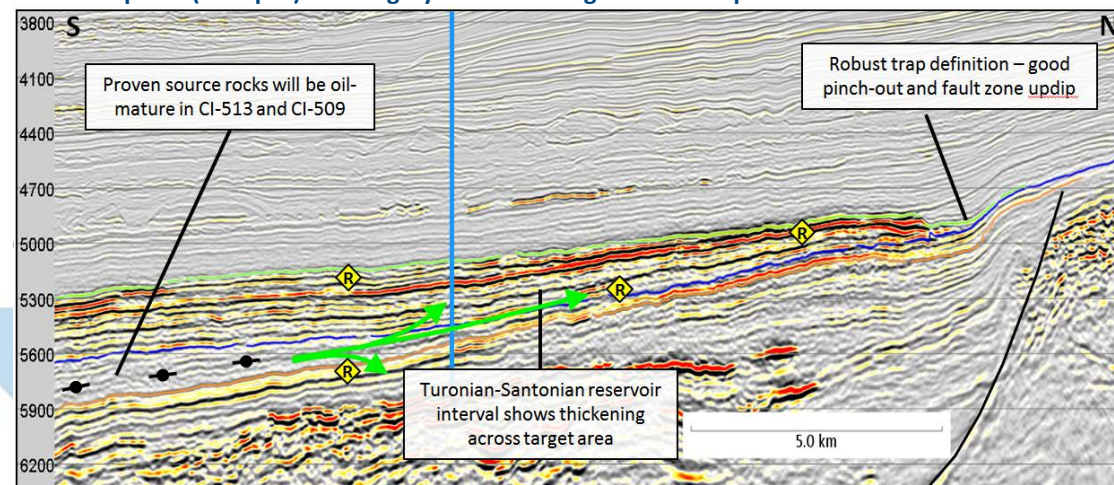 3800
S
N
4100
4400
4700
5000
5300
5600
5900
6200
Proven source rocks will be oil-
mature in CI-513 and CI-509
Robust trap definition – good
pinch-out and fault zone updip
R
R
R
R
Turonian-Santonian reservoir
interval shows thickening
across target area
5.0 km